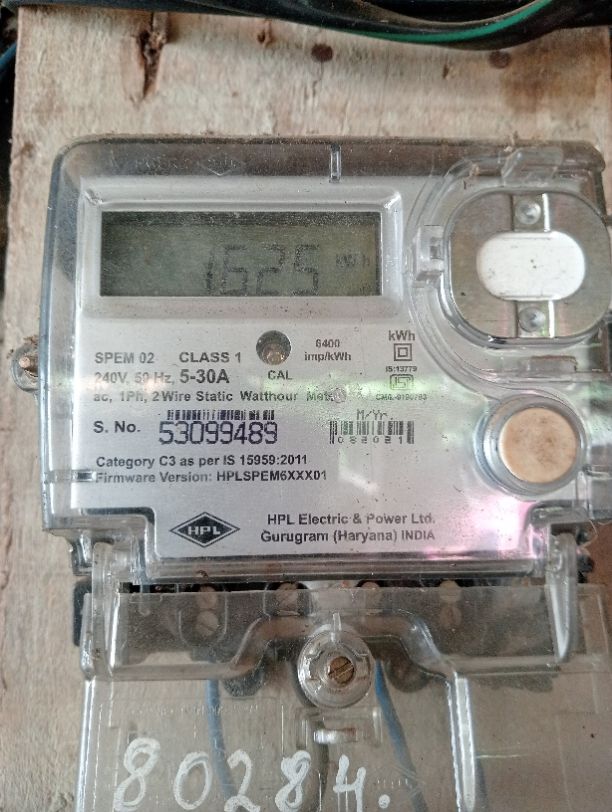 1625 kWh
SPEM 02 CLASS 1 6400 imp/kWh kWh
240V, 50 Hz, 5-30A CAL IS:13779
ac, 1Ph, 2 Wire Static Watthour Meter
M/Yr.
S. No. 53099489 082021
Category C3 as per IS 15959:2011
Firmware Version: HPLSPEM6XXX01
HPL
HPL Electric & Power Ltd.
Gurugram (Haryana) INDIA
80284.